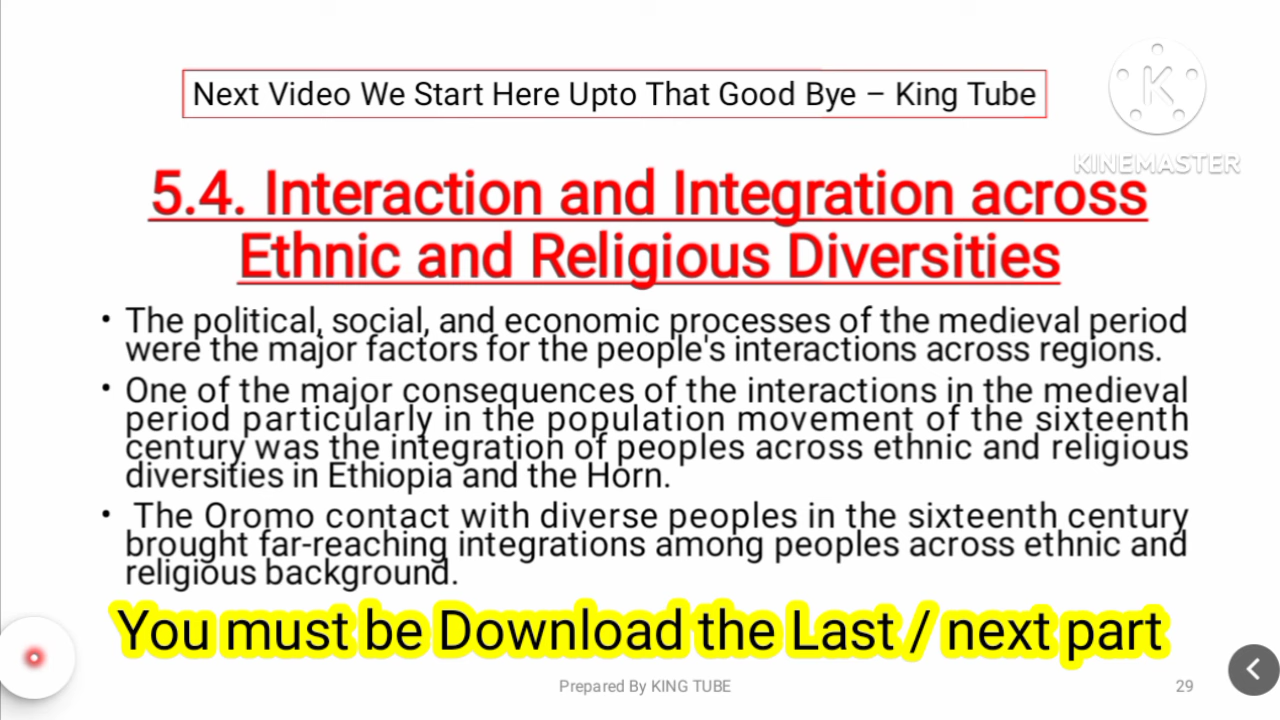 Next Video We Start Here Upto That Good Bye – King Tube
K
KINEMASTER
5.4. Interaction and Integration across
Ethnic and Religious Diversities
• The political, social, and economic processes of the medieval period
were the major factors for the people's interactions across regions.
• One of the major consequences of the interactions in the medieval
period particularly in the population movement of the sixteenth
century was the integration of peoples across ethnic and religious
diversities in Ethiopia and the Horn.
• The Oromo contact with diverse peoples in the sixteenth century
brought far-reaching integrations among peoples across ethnic and
religious background.
You must be Download the Last / next part
Prepared By KING TUBE
29